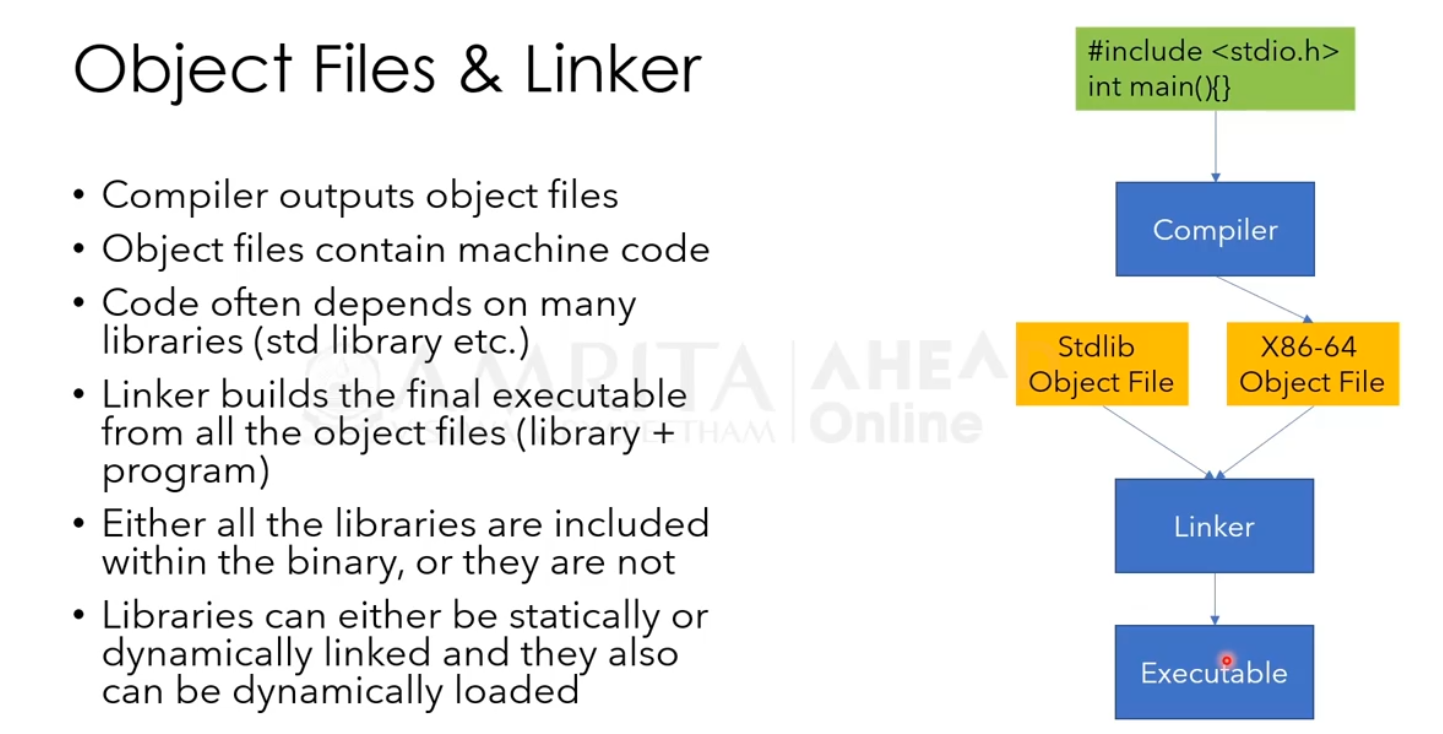 Object Files & Linker
• Compiler outputs object files
• Object files contain machine code
• Code often depends on many
libraries (std library etc.)
• Linker builds the final executable
from all the object files (library +
program)
• Either all the libraries are included
within the binary, or they are not
• Libraries can either be statically or
dynamically linked and they also
can be dynamically loaded
#include <stdio.h>
int main(){}
Compiler
Stdlib
Object File
X86-64
Object File
Linker
Executable
AMRITA
AHEA
Online